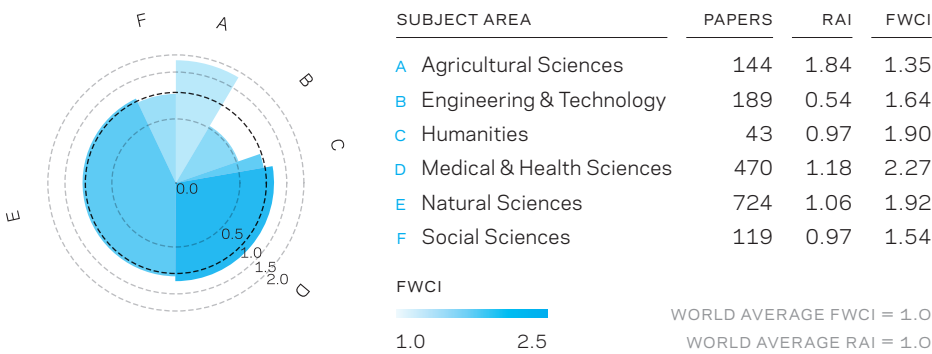 F
A
B
C
E
D
0.0
0.5
1.0
1.5
2.0
SUBJECT AREA PAPERS RAI FWCI
A Agricultural Sciences 144 1.84 1.35
B Engineering & Technology 189 0.54 1.64
C Humanities 43 0.97 1.90
D Medical & Health Sciences 470 1.18 2.27
E Natural Sciences 724 1.06 1.92
F Social Sciences 119 0.97 1.54
FWCI
1.0 2.5
WORLD AVERAGE FWCI = 1.0
WORLD AVERAGE RAI = 1.0